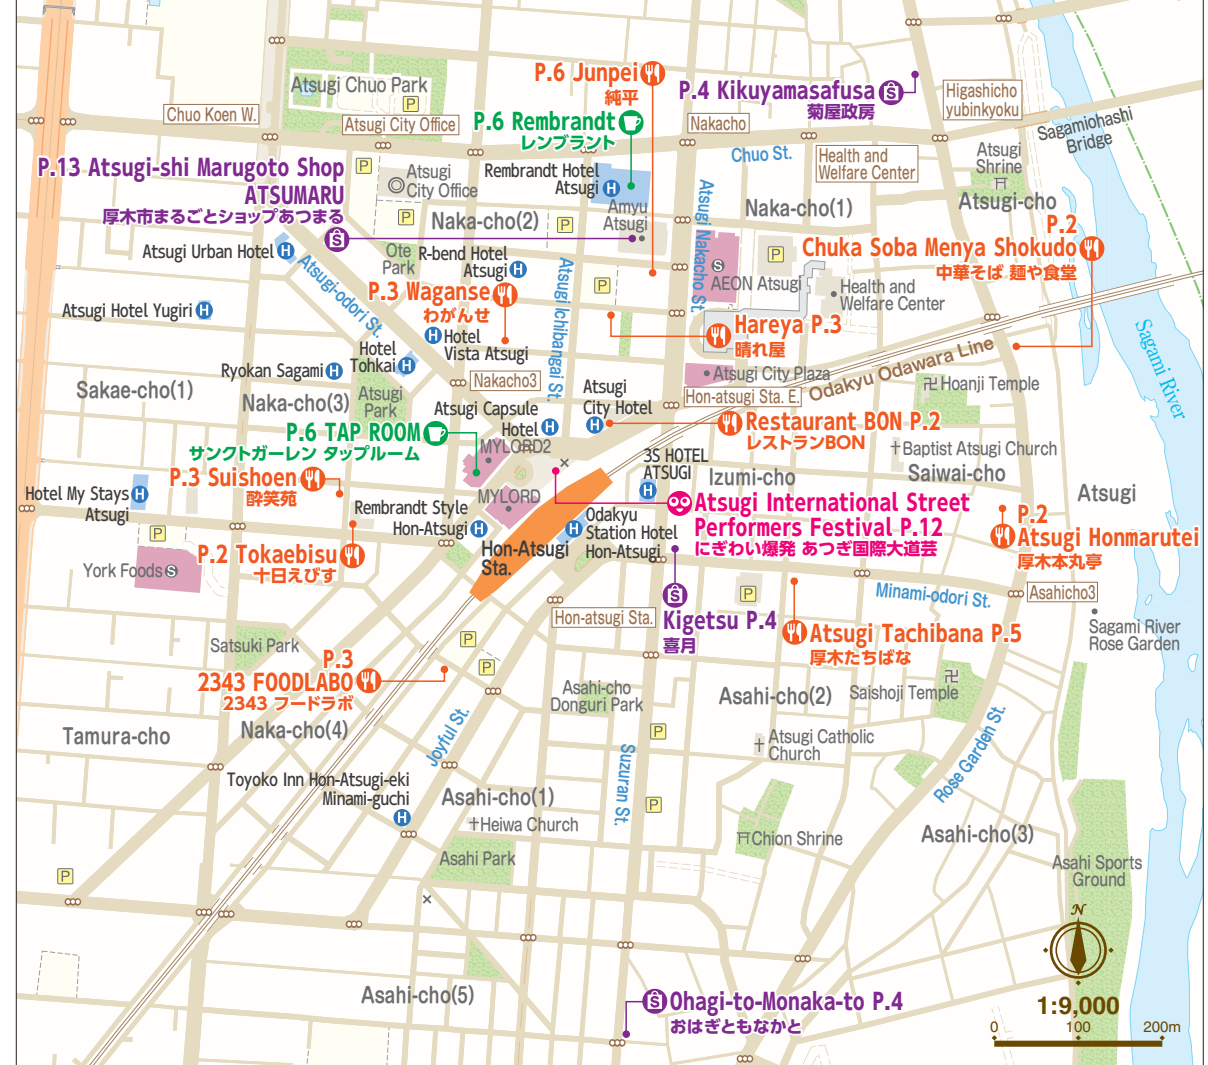 P.6 Junpei
純平
P.4 Kikuyamasafusa
菊屋政房
Higashicho
yubinkyoku
Atsugi Chuo Park
P
Chuo Koen W.
Atsugi City Office
P.6 Rembrandt
レンブラント
Nakacho
Sagamiohashi
Bridge
Chuo St.
Health and
Welfare Center
Atsugi
Shrine
P.13 Atsugi-shi Marugoto Shop
ATSUMARU
厚木市まるごとショップあつまる
P
Atsugi
City Office
Rembrandt Hotel
Atsugi
H
Amyu
Atsugi
Naka-cho(2)
P
P
Atsugi Nakacho St.
Naka-cho(1)
Atsugi-cho
P.2
Chuka Soba Menya Shokudo
中華そば 麺や食堂
Atsugi Urban Hotel
H
Atsugi-odori St.
Ote
Park
R-bend Hotel
Atsugi
H
Atsugi Ichibangai St.
P
S
AEON Atsugi
P
Health and
Welfare Center
P.3 Waganse
わがんせ
Atsugi Hotel Yugiri
H
Hareya P.3
晴れ屋
H
Hotel
Vista Atsugi
Hotel
Tohkai
H
Ryokan Sagami
H
Nakacho3
Atsugi City Plaza
Odakyu Odawara Line
Sagami River
Sakae-cho(1)
Naka-cho(3)
Atsugi
Park
Atsugi
City Hotel
H
Hon-atsugi Sta. E.
Hoanji Temple
Atsugi Capsule
Hotel
H
P.6 TAP ROOM
サンクトガーレン タップルーム
MYLORD2
Restaurant BON P.2
レストランBON
Baptist Atsugi Church
3S HOTEL
ATSUGI
H
Izumi-cho
Saiwai-cho
P.3 Suishoen
酔笑苑
Hotel My Stays
Atsugi
H
MYLORD
Atsugi
Rembrandt Style
Hon-Atsugi
H
Atsugi International Street
Performers Festival P.12
にぎわい爆発 あつぎ国際大道芸
H
Odakyu
Station Hotel
Hon-Atsugi
P.2
Atsugi Honmarutei
厚木本丸亭
P
P.2 Tokaebisu
十日えびす
Hon-Atsugi
Sta.
York Foods
S
Minami-odori St.
Asahicho3
P
Hon-atsugi Sta.
Kigetsu P.4
喜月
Atsugi Tachibana P.5
厚木たちばな
Sagami River
Rose Garden
Satsuki Park
P
P
P.3
2343 FOODLABO
2343 フードラボ
Asahi-cho
Donguri Park
Asahi-cho(2)
Saishoji Temple
Tamura-cho
Naka-cho(4)
Joyful St.
P
Atsugi Catholic
Church
Suzuran St.
Rose Garden St.
Toyoko Inn Hon-Atsugi-eki
Minami-guchi
H
Asahi-cho(1)
P
Heiwa Church
Chion Shrine
Asahi-cho(3)
Asahi Park
Asahi Sports
Ground
P
N
Asahi-cho(5)
Ohagi-to-Monaka-to P.4
おはぎともなかと
1:9,000
0 100 200m